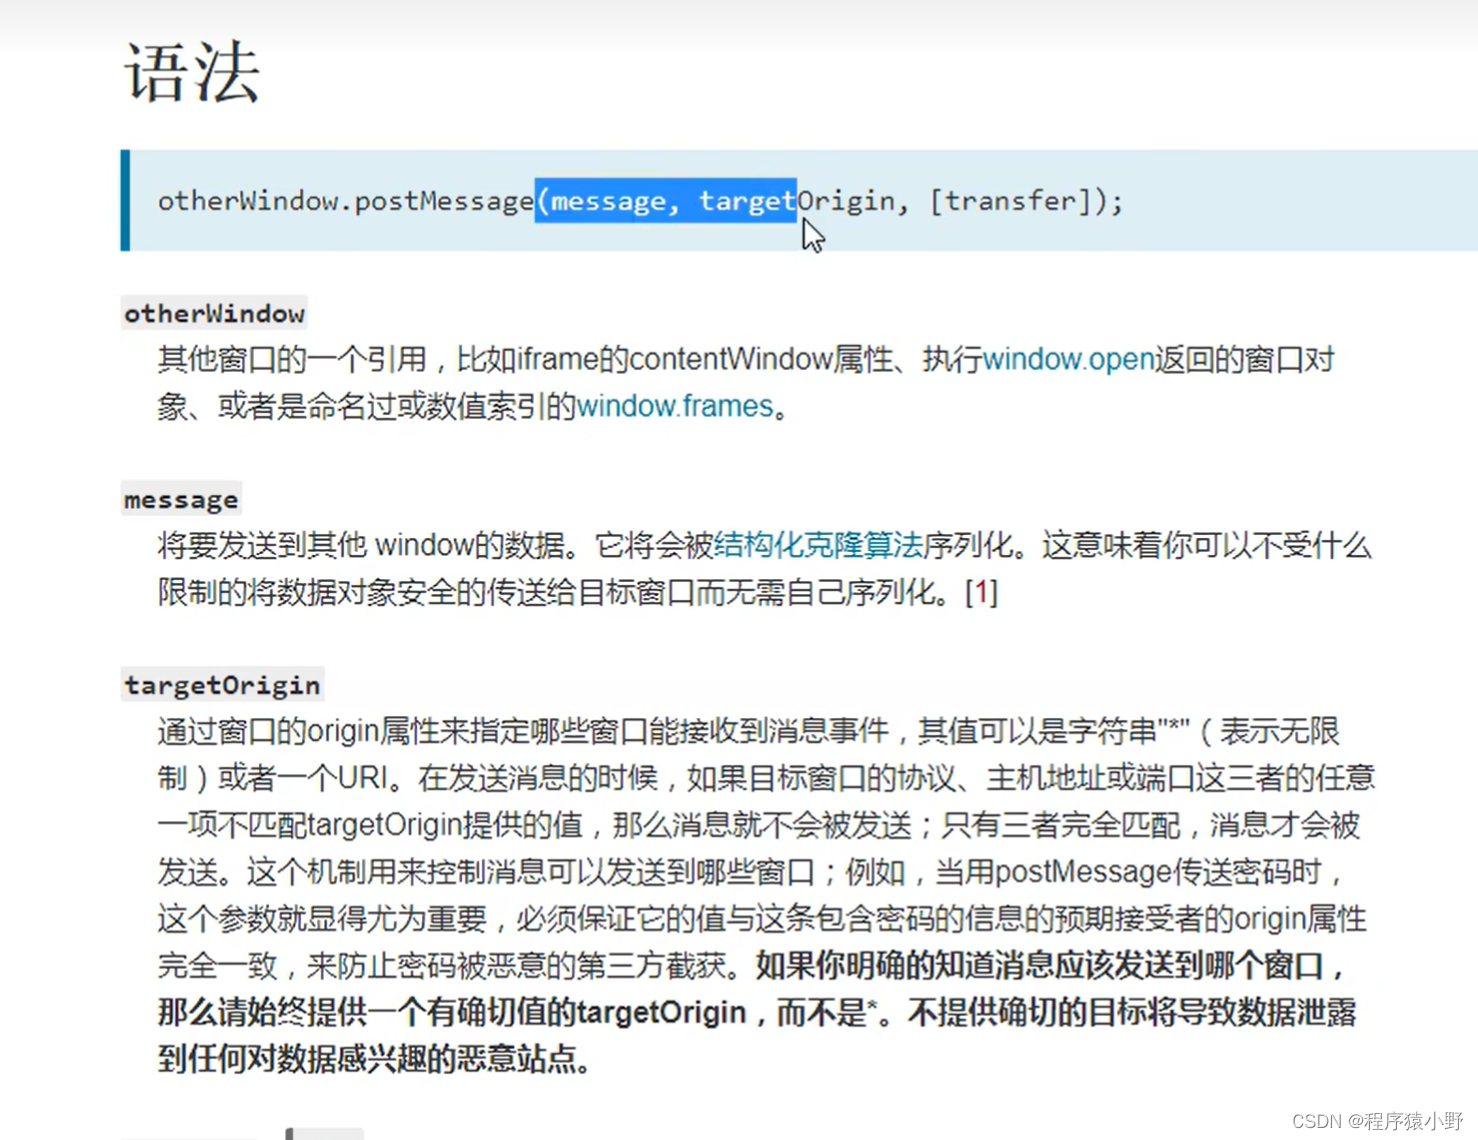 语法
otherWindow.postMessage(message, targetOrigin, [transfer]);
otherWindow
其他窗口的一个引用，比如iframe的contentWindow属性、执行window.open返回的窗口对
象、或者是命名过或数值索引的window.frames。
message
将要发送到其他 window的数据。它将会被结构化克隆算法序列化。这意味着你可以不受什么
限制的将数据对象安全的传送给目标窗口而无需自己序列化。[1]
targetOrigin
通过窗口的origin属性来指定哪些窗口能接收到消息事件，其值可以是字符串"*"（表示无限
制）或者一个URI。在发送消息的时候，如果目标窗口的协议、主机地址或端口这三者的任意
一项不匹配targetOrigin提供的值，那么消息就不会被发送；只有三者完全匹配，消息才会被
发送。这个机制用来控制消息可以发送到哪些窗口；例如，当用postMessage传送密码时，
这个参数就显得尤为重要，必须保证它的值与这条包含密码的信息的预期接受者的origin属性
完全一致，来防止密码被恶意的第三方截获。如果你明确的知道消息应该发送到哪个窗口，
那么请始终提供一个有确切值的targetOrigin，而不是*。不提供确切的目标将导致数据泄露
到任何对数据感兴趣的恶意站点。
CSDN @程序猿小野